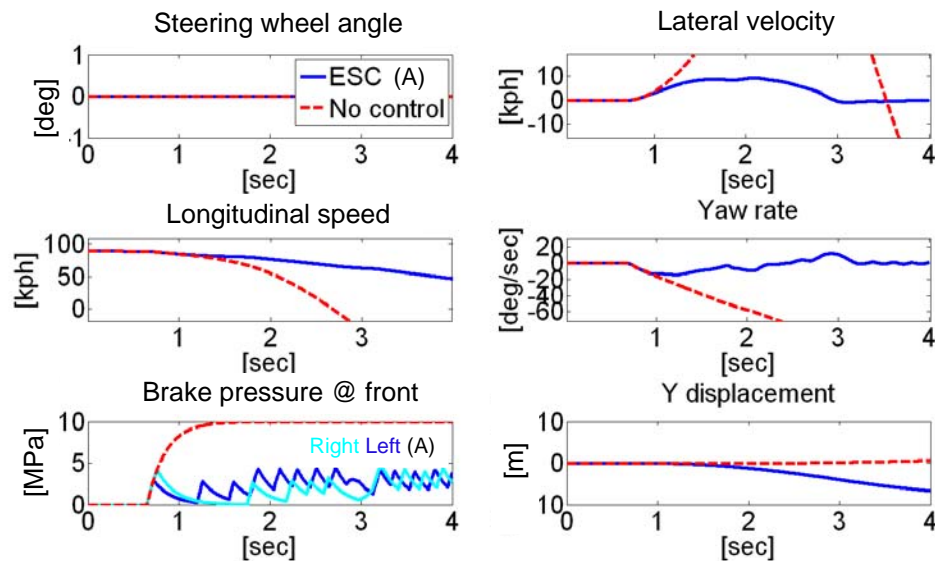 Steering wheel angle
[deg]
1
0
-1
ESC (A)
No control
0 1 2 3 4
[sec]
Lateral velocity
[kph]
10
0
-10
1 2 3 4
[sec]
Longitudinal speed
[kph]
100
50
0
1 2 3 4
[sec]
Yaw rate
[deg/sec]
20
0
-20
-40
-60
1 2 3 4
[sec]
Brake pressure @ front
[MPa]
10
5
0
Right Left (A)
0 1 2 3 4
[sec]
Y displacement
[m]
10
0
10
1 2 3 4
[sec]